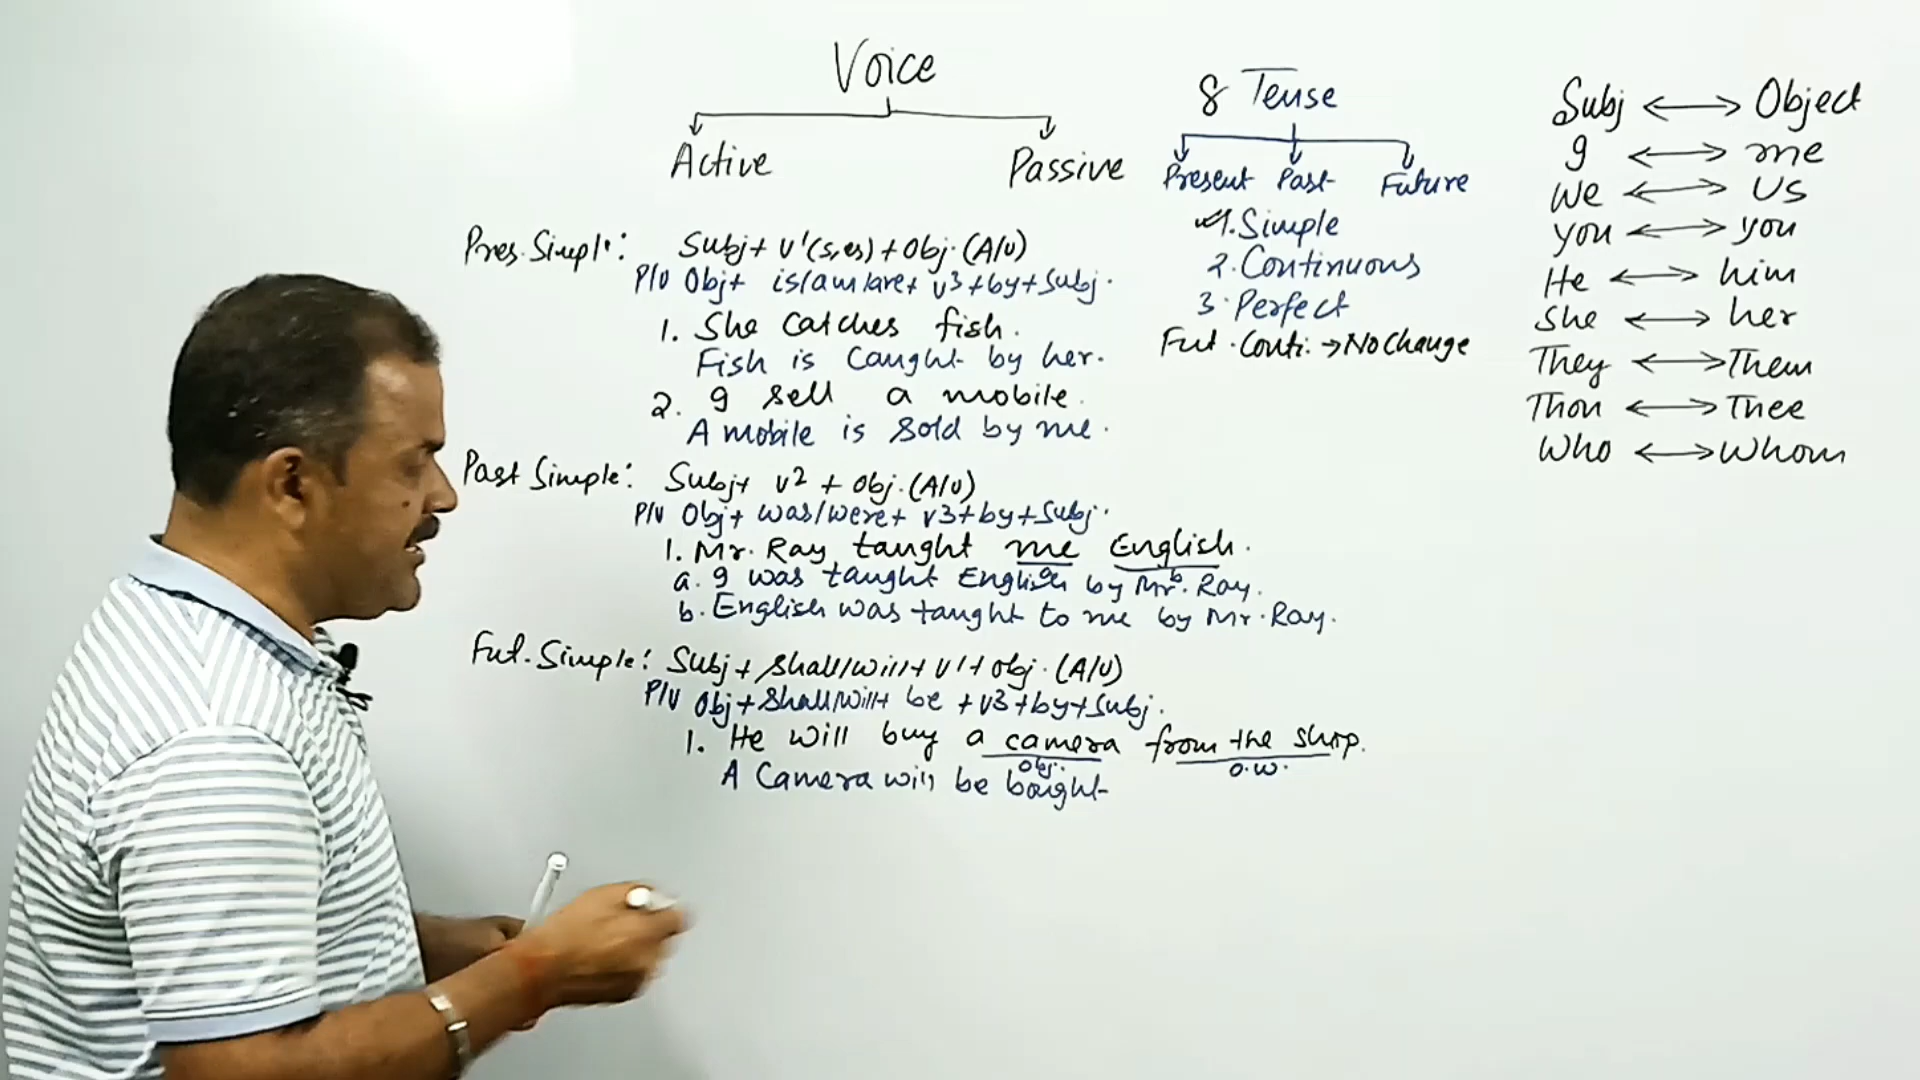 Voice
Active Passive
Pres. Simple: Subj + V1(s, es) + Obj. (A/V)
P/V Obj + is/am/are + V3 + by + Subj.
1. She catches fish.
Fish is caught by her.
2. I sell a mobile.
A mobile is sold by me.
Past Simple: Subj + V2 + Obj. (A/V)
P/V Obj + was/were + V3 + by + Subj.
1. Mr. Ray taught me English.
a b
a. I was taught English by Mr. Ray.
b. English was taught to me by Mr. Ray.
Fut. Simple: Subj + shall/will + V1 + Obj. (A/V)
P/V Obj + shall/will + be + V3 + by + Subj.
1. He will buy a camera from the shop.
Obj. O.W.
A Camera will be bought
8 Tense
Present Past Future
1. Simple
2. Continuous
3. Perfect
Fut. Conti. → No Change
Subj ↔ Object
I ↔ me
We ↔ Us
you ↔ you
He ↔ him
She ↔ her
They ↔ Them
Thou ↔ Thee
Who ↔ Whom